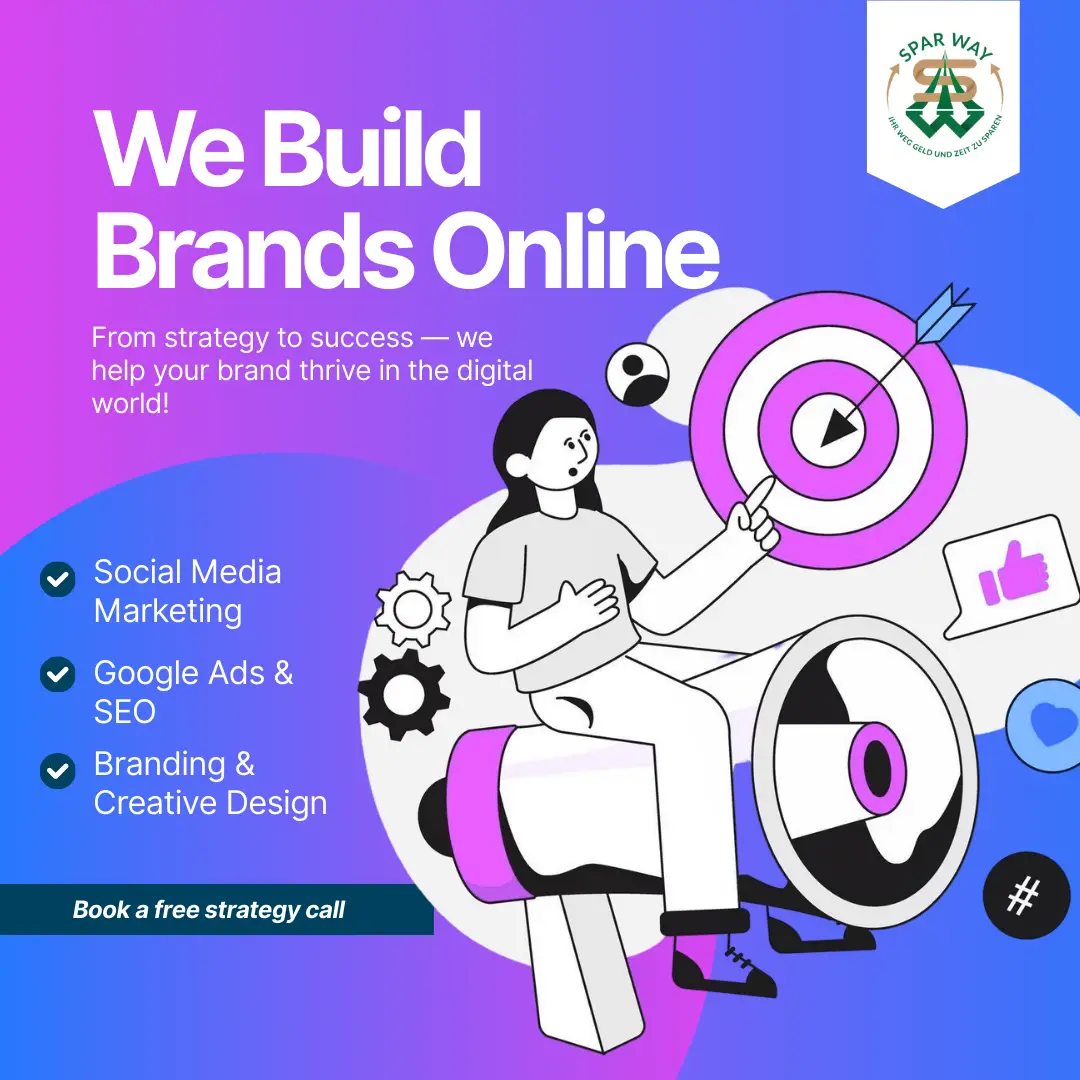 SPAR WAY
IHR WEG GELD UND ZEIT ZU SPAREN
We Build
Brands Online
From strategy to success — we
help your brand thrive in the digital
world!
Social Media
Marketing
Google Ads &
SEO
Branding &
Creative Design
Book a free strategy call
#